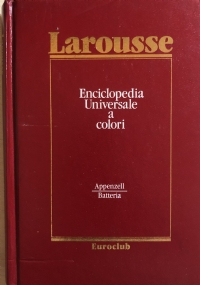 Larousse
Enciclopedia
Universale
a
colori
Appenzell
Batteria
Euroclub